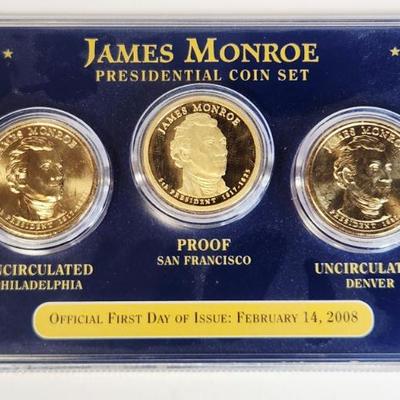 JAMES MONROE
PRESIDENTIAL COIN SET
JAMES MONROE
JAMES MONROE
JAMES MONROE
5TH PRESIDENT 1817-1825
PROOF
SAN FRANCISCO
NCIRCULATED
HILADELPHIA
UNCIRCULATE
DENVER
OFFICIAL FIRST DAY OF ISSUE: FEBRUARY 14, 2008